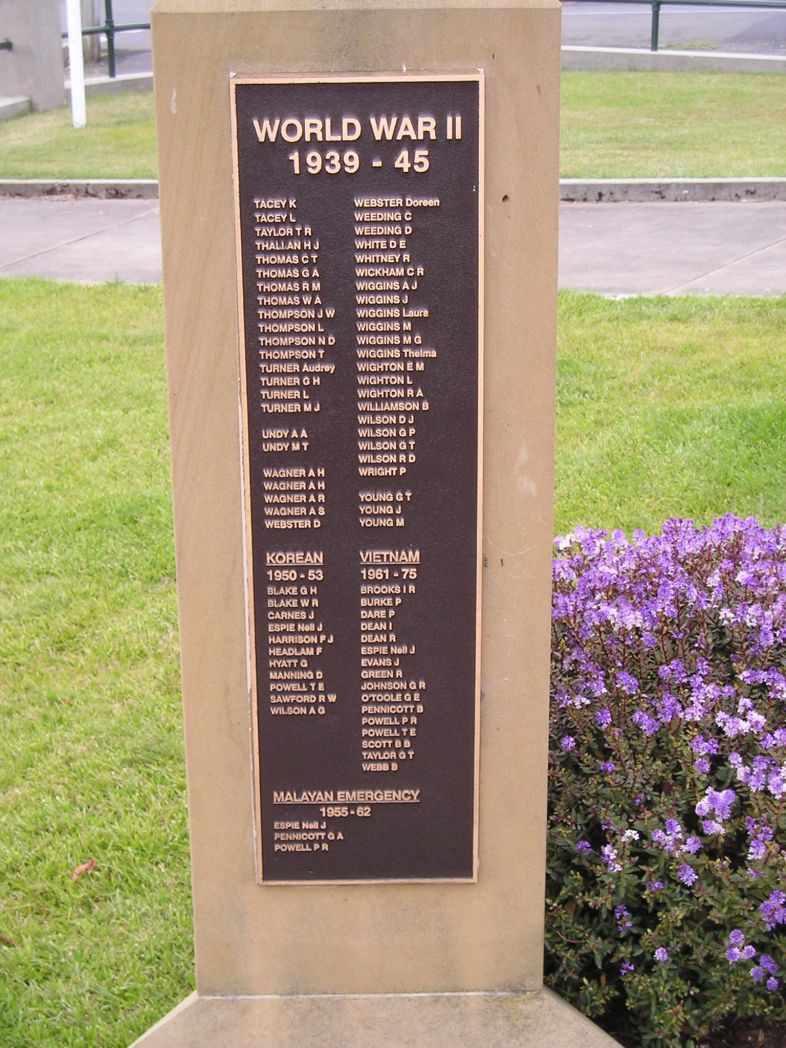 WORLD WAR II
1939 - 45
TACEY K
TACEY L
TAYLOR T R
THALLAN H J
THOMAS C T
THOMAS G A
THOMAS R M
THOMAS W A
THOMPSON J W
THOMPSON L
THOMPSON N D
THOMPSON T
TURNER Audrey
TURNER G H
TURNER L
TURNER M J
UNDY A A
UNDY M T
WAGNER A H
WAGNER A H
WAGNER A R
WAGNER A S
WEBSTER D
WEBSTER Doreen
WEEDING C
WEEDING D
WHITE D E
WHITNEY R
WICKHAM C R
WIGGINS A J
WIGGINS J
WIGGINS Laura
WIGGINS M
WIGGINS M G
WIGGINS Thelma
WIGHTON E M
WIGHTON L
WIGHTON R A
WILLIAMSON B
WILSON D J
WILSON G P
WILSON G T
WILSON R D
WRIGHT P
YOUNG G T
YOUNG J
YOUNG M
KOREAN
1950 - 53
BLAKE G H
BLAKE W R
CARNES J
ESPIE Neil J
HARRISON F J
HEADLAM F
HYATT G
MANNING D
POWELL T E
SAWFORD R W
WILSON A G
VIETNAM
1961 - 75
BROOKS I R
BURKE P
DARE P
DEAN I
DEAN R
ESPIE Neil J
EVANS J
GREEN R
JOHNSON G R
O'TOOLE G E
PENNICOTT B
POWELL P R
POWELL T E
SCOTT B B
TAYLOR G T
WEBB B
MALAYAN EMERGENCY
1955 - 62
ESPIE Neil J
PENNICOTT G A
POWELL P R